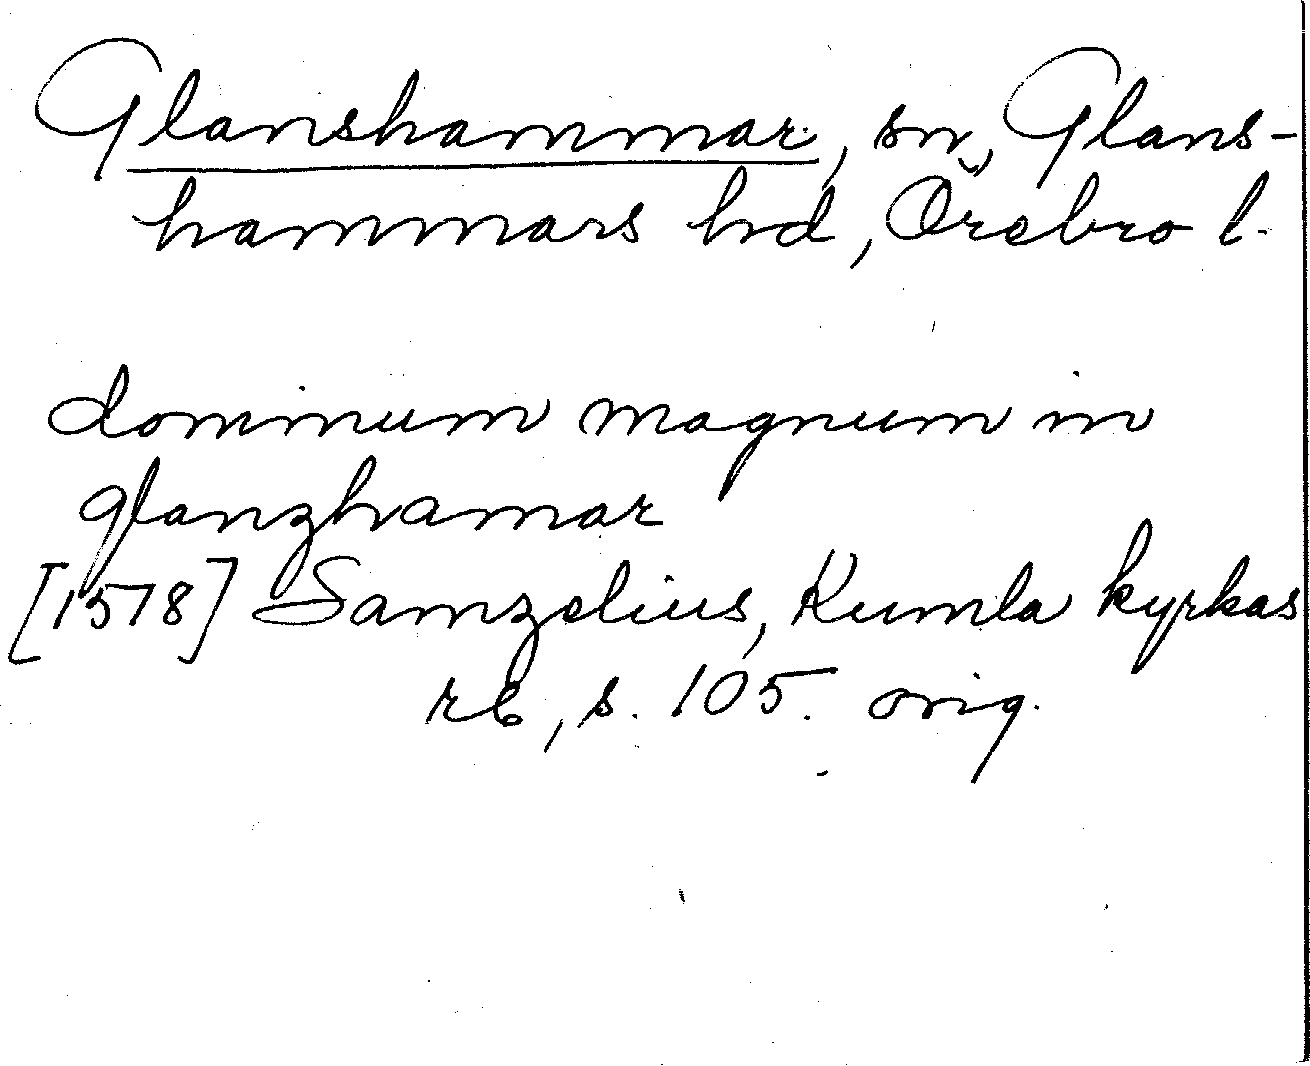 Glanshammar, sn, Glans-
hammars hd, Örebro l.
dominum magnum in
glanzhamar
[1578] Samzelius, Kumla kyrkas
rb, s. 105. orig.